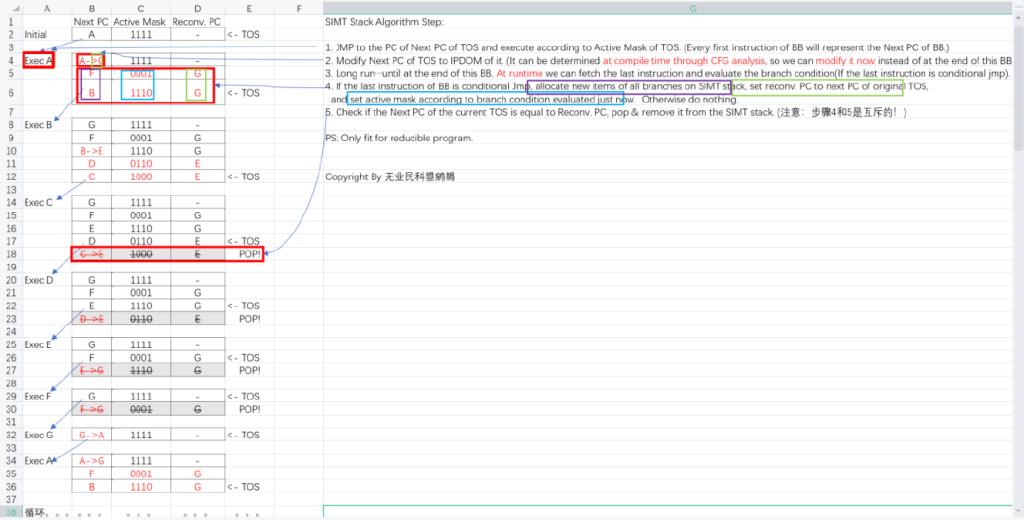 A B C D E F G
1 Next PC Active Mask Reconv. PC SIMT Stack Algorithm Step:
2 Initial A 1111 - <- TOS
3 1. JMP to the PC of Next PC of TOS and execute according to Active Mask of TOS. (Every first instruction of BB will represent the Next PC of BB.)
4 Exec A A->G 1111 - 2. Modify Next PC of TOS to IPDOM of it. (It can be determined at compile time through CFG analysis, so we can modify it now instead of at the end of this BB
5 F 0001 G 3. Long run…until at the end of this BB. At runtime we can fetch the last instruction and evaluate the branch condition(If the last instruction is conditional jmp).
6 B 1110 G 4. If the last instruction of BB is conditional Jmp, allocate new items of all branches on SIMT stack, set reconv. PC to next PC of original TOS,
and set active mask according to branch condition evaluated just now. Otherwise do nothing.
7 5. Check if the Next PC of the current TOS is equal to Reconv. PC, pop & remove it from the SIMT stack. (注意：步骤4和5是互斥的！)
8 Exec B G 1111 -
9 F 0001 G PS: Only fit for reducible program.
10 B->E 1110 G
11 D 0110 E
12 C 1000 E <- TOS Copyright By 无业民科曌鹓鶵
13
14 Exec C G 1111 -
15 F 0001 G
16 E 1110 G
17 D 0110 E <- TOS
18 C->E 1000 E POP!
19
20 Exec D G 1111 -
21 F 0001 G
22 E 1110 G <- TOS
23 D->E 0110 E POP!
24
25 Exec E G 1111 -
26 F 0001 G <- TOS
27 E->G 1110 G POP!
28
29 Exec F G 1111 - <- TOS
30 F->G 0001 G POP!
31
32 Exec G G->A 1111 - <- TOS
33
34 Exec A A->G 1111 -
35 F 0001 G
36 B 1110 G <- TOS
37
38 循环